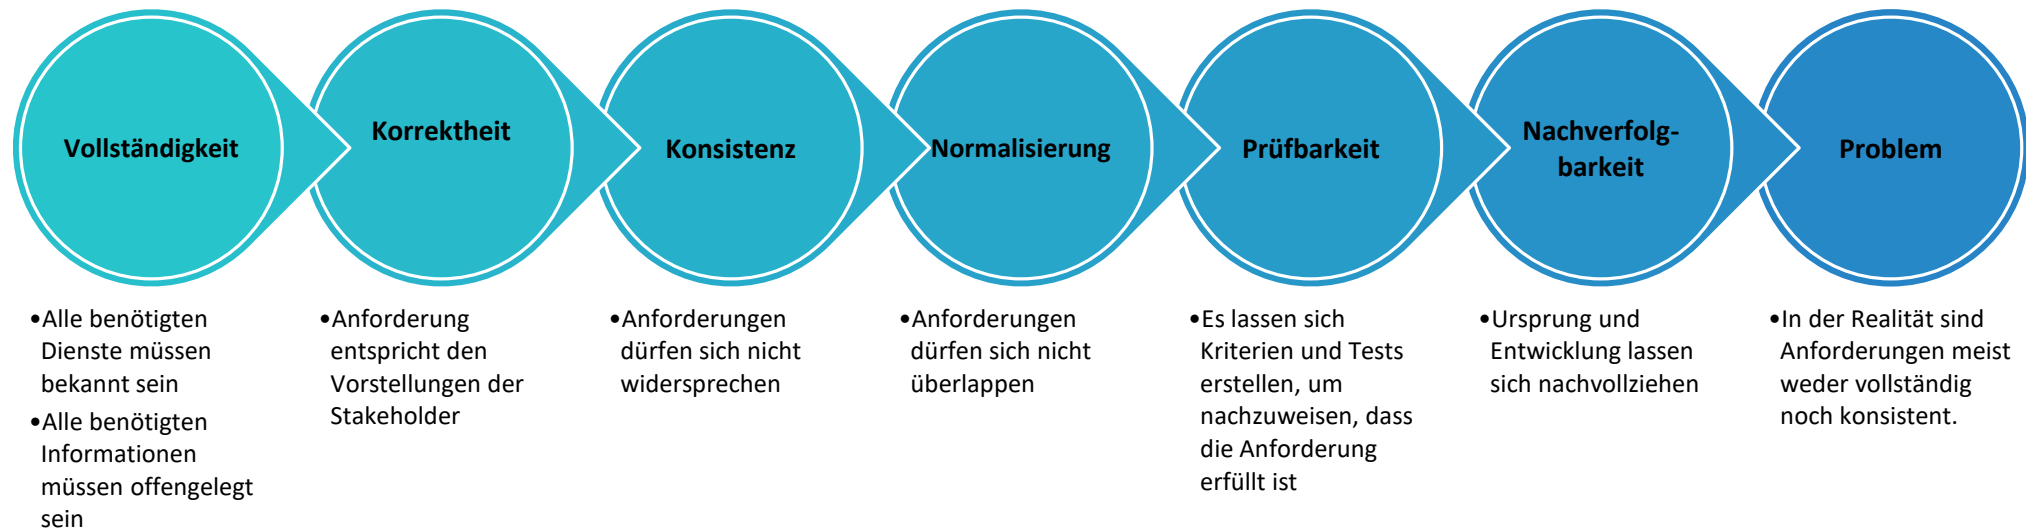 Vollständigkeit
•Alle benötigten
Dienste müssen
bekannt sein
•Alle benötigten
Informationen
müssen offengelegt
sein
Korrektheit
•Anforderung
entspricht den
Vorstellungen der
Stakeholder
Konsistenz
•Anforderungen
dürfen sich nicht
widersprechen
Normalisierung
•Anforderungen
dürfen sich nicht
überlappen
Prüfbarkeit
•Es lassen sich
Kriterien und Tests
erstellen, um
nachzuweisen, dass
die Anforderung
erfüllt ist
Nachverfolg-
barkeit
•Ursprung und
Entwicklung lassen
sich nachvollziehen
Problem
•In der Realität sind
Anforderungen meist
weder vollständig
noch konsistent.